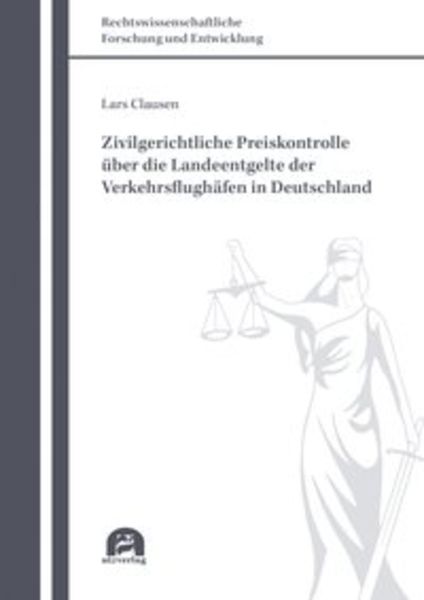 Rechtswissenschaftliche
Forschung und Entwicklung
Lars Clausen
Zivilgerichtliche Preiskontrolle
über die Landeentgelte der
Verkehrsflughäfen in Deutschland
utzverlag